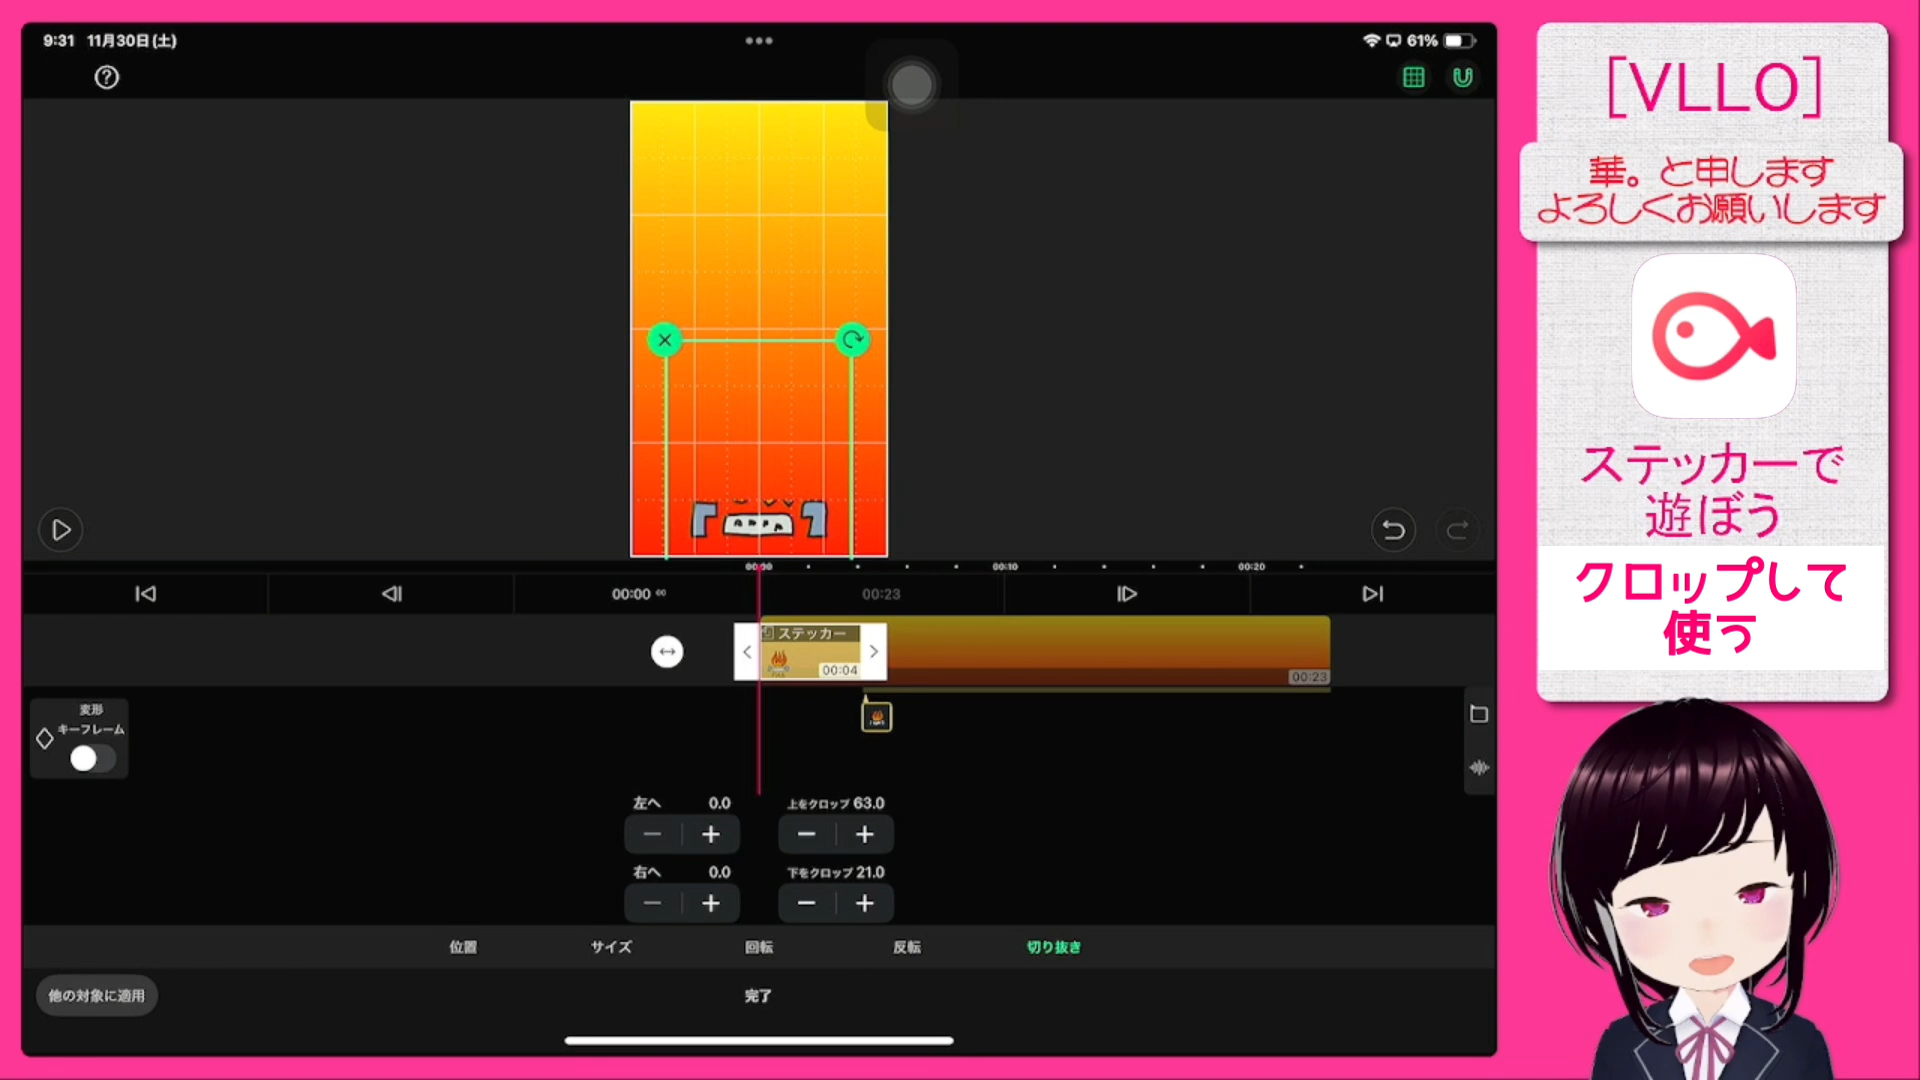 9:31 11月30日(土)
61%
[VLLO]
華。と申します
よろしくお願いします
ステッカーで
遊ぼう
クロップして
使う
00:00
00:10
00:20
00:00
00:23
ステッカー
00:04
00:23
変形
キーフレーム
左へ 0.0
上をクロップ 63.0
右へ 0.0
下をクロップ 21.0
位置
サイズ
回転
反転
切り抜き
他の対象に適用
完了